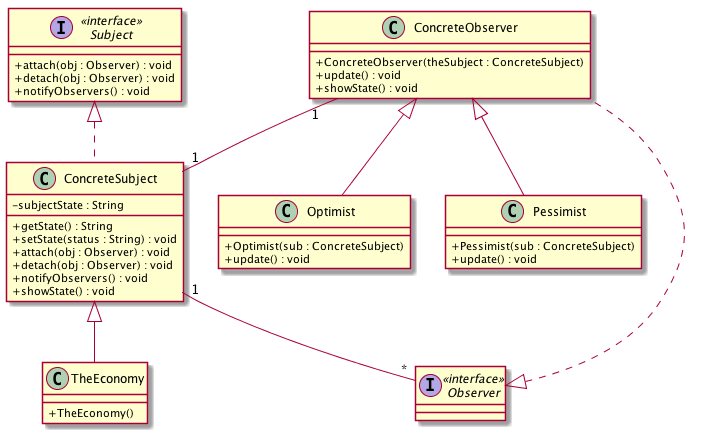 I
«interface»
Subject
+attach(obj : Observer) : void
+detach(obj : Observer) : void
+notifyObservers() : void
C ConcreteObserver
+ConcreteObserver(theSubject : ConcreteSubject)
+update() : void
+showState() : void
1
1
C ConcreteSubject
−subjectState : String
+getState() : String
+setState(status : String) : void
+attach(obj : Observer) : void
+detach(obj : Observer) : void
+notifyObservers() : void
+showState() : void
C Optimist
+Optimist(sub : ConcreteSubject)
+update() : void
C Pessimist
+Pessimist(sub : ConcreteSubject)
+update() : void
1
*
C TheEconomy
+TheEconomy()
I
«interface»
Observer